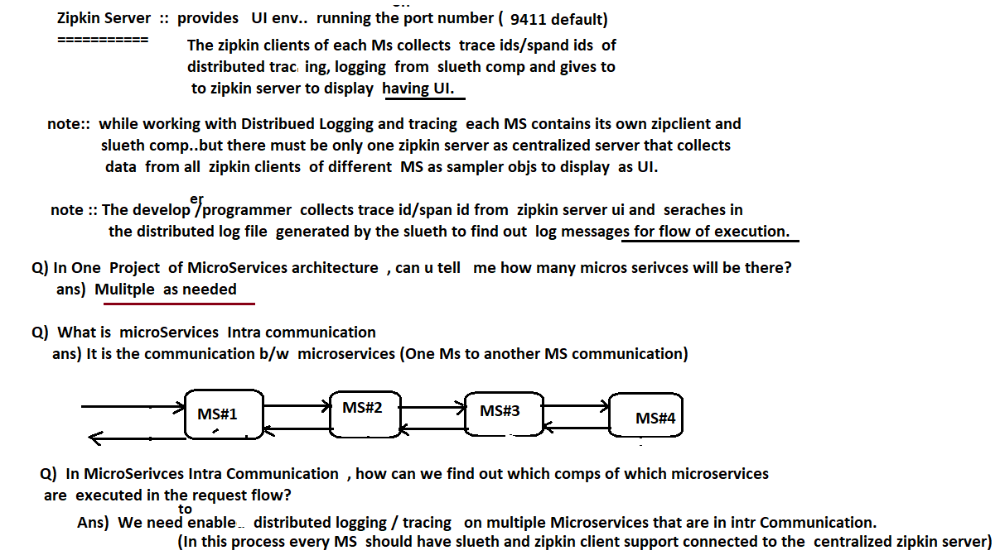 Zipkin Server :: provides UI env.. running the port number ( 9411 default)
===========
The zipkin clients of each Ms collects trace ids/spand ids of
distributed trac ing, logging from slueth comp and gives to
to zipkin server to display having UI.
note:: while working with Distribued Logging and tracing each MS contains its own zipclient and
slueth comp..but there must be only one zipkin server as centralized server that collects
data from all zipkin clients of different MS as sampler objs to display as UI.
er
note :: The develop /programmer collects trace id/span id from zipkin server ui and seraches in
the distributed log file generated by the slueth to find out log messages for flow of execution.
Q) In One Project of MicroServices architecture , can u tell me how many micros serivces will be there?
ans) Mulitple as needed
Q) What is microServices Intra communication
ans) It is the communication b/w microservices (One Ms to another MS communication)
MS#1 MS#2 MS#3 MS#4
Q) In MicroSerivces Intra Communication , how can we find out which comps of which microservices
are executed in the request flow?
to
Ans) We need enable.. distributed logging / tracing on multiple Microservices that are in intr Communication.
(In this process every MS should have slueth and zipkin client support connected to the centralized zipkin server)